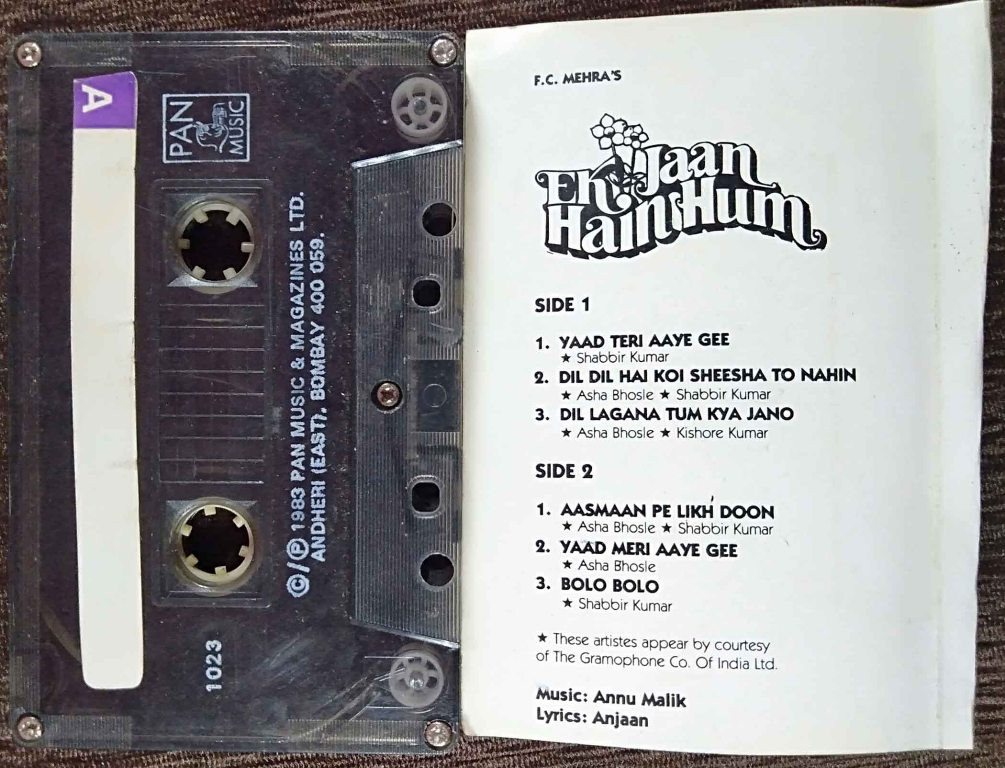 A
PAN
MUSIC
©/℗ 1983 PAN MUSIC & MAGAZINES LTD.
ANDHERI (EAST), BOMBAY 400 059.
1023
F.C. MEHRA'S
Ek Jaan
Hain Hum
SIDE 1
1. YAAD TERI AAYE GEE
★ Shabbir Kumar
2. DIL DIL HAI KOI SHEESHA TO NAHIN
★ Asha Bhosle ★ Shabbir Kumar
3. DIL LAGANA TUM KYA JANO
★ Asha Bhosle ★ Kishore Kumar
SIDE 2
1. AASMAAN PE LIKH DOON
★ Asha Bhosle ★ Shabbir Kumar
2. YAAD MERI AAYE GEE
★ Asha Bhosle
3. BOLO BOLO
★ Shabbir Kumar
★ These artistes appear by courtesy
of The Gramophone Co. Of India Ltd.
Music: Annu Malik
Lyrics: Anjaan